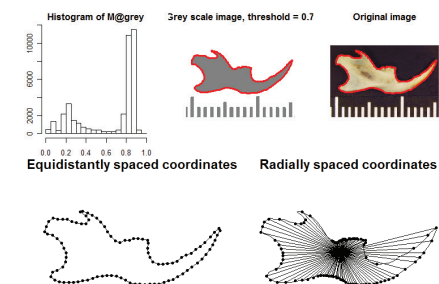 Histogram of M@grey
Grey scale image, threshold = 0.7
Original image
10000
6000
2000
0
0.0 0.2 0.4 0.6 0.8 1.0
Equidistantly spaced coordinates
Radially spaced coordinates